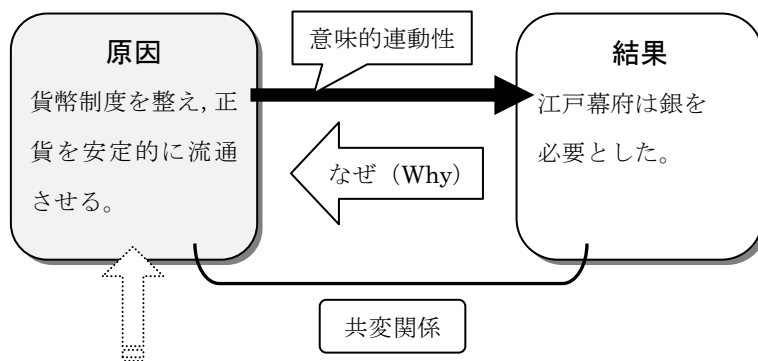 意味的連動性
原因
貨幣制度を整え,正
貨を安定的に流通
させる。
結果
江戸幕府は銀を
必要とした。
なぜ（Why）
共変関係